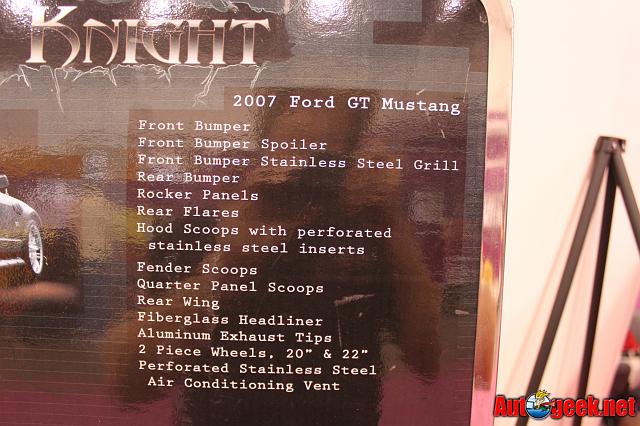 KNIGHT
2007 Ford GT Mustang
Front Bumper
Front Bumper Spoiler
Front Bumper Stainless Steel Grill
Rear Bumper
Rocker Panels
Rear Flares
Hood Scoops with perforated
stainless steel inserts
Fender Scoops
Quarter Panel Scoops
Rear Wing
Fiberglass Headliner
Aluminum Exhaust Tips
2 Piece Wheels, 20" & 22"
Perforated Stainless Steel
Air Conditioning Vent
Autogeek.net